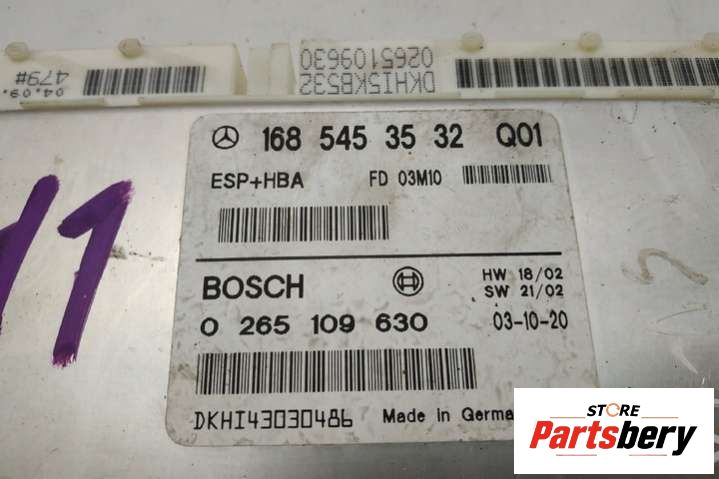 04.09.
479#
DKHI5KB532
0265109630
168 545 35 32 Q01
ESP+HBA FD 03M10
BOSCH HW 18/02
SW 21/02
0 265 109 630 03-10-20
DKHI43030486 Made in Germa
11
STORE
Partsbery